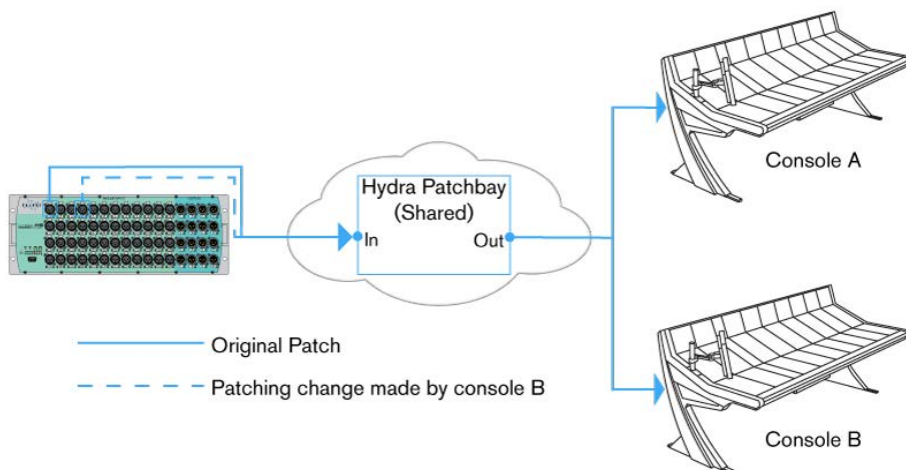 Hydra Patchbay
(Shared)
In
Out
Console A
Original Patch
Patching change made by console B
Console B